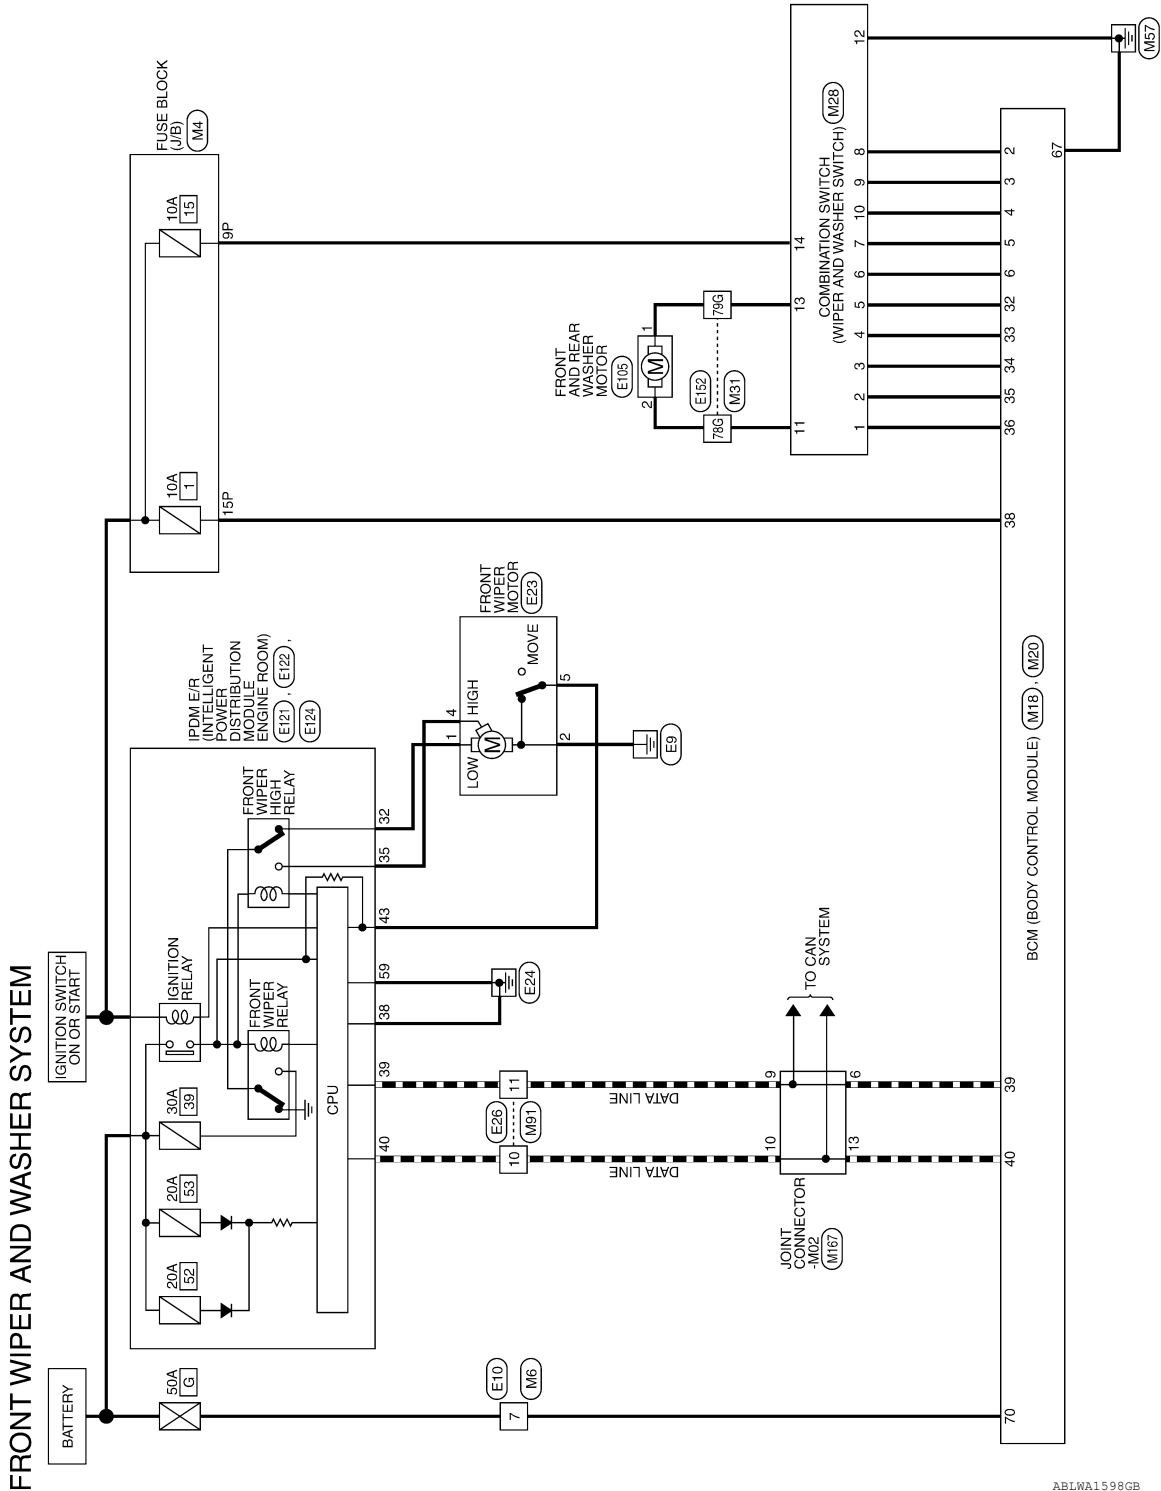 FRONT WIPER AND WASHER SYSTEM
BATTERY
IGNITION SWITCH
ON OR START
50A
G
20A
52
20A
53
30A
39
IGNITION
RELAY
FRONT
WIPER
RELAY
FRONT
WIPER
HIGH
RELAY
CPU
IPDM E/R
(INTELLIGENT
POWER
DISTRIBUTION
MODULE
ENGINE ROOM)
E121 , E122 ,
E124
40
39
38
59
43
35
32
FUSE BLOCK
(J/B)
M4
10A
1
10A
15
15P
9P
E10
M6
7
E26
M91
10
11
E24
LOW
HIGH
1
4
M
MOVE
2
5
FRONT
WIPER
MOTOR
E23
E9
FRONT
AND REAR
WASHER
MOTOR
E105
2
1
M
E152
M31
78G
79G
DATA LINE
DATA LINE
10
9
13
6
JOINT
CONNECTOR
-M02
M167
TO CAN
SYSTEM
11
13
14
COMBINATION SWITCH
(WIPER AND WASHER SWITCH)
M28
1
2
3
4
5
6
7
10
9
8
12
70
40
39
38
36
35
34
33
32
6
5
4
3
2
67
BCM (BODY CONTROL MODULE) M18 , M20
M57
ABLWA1598GB